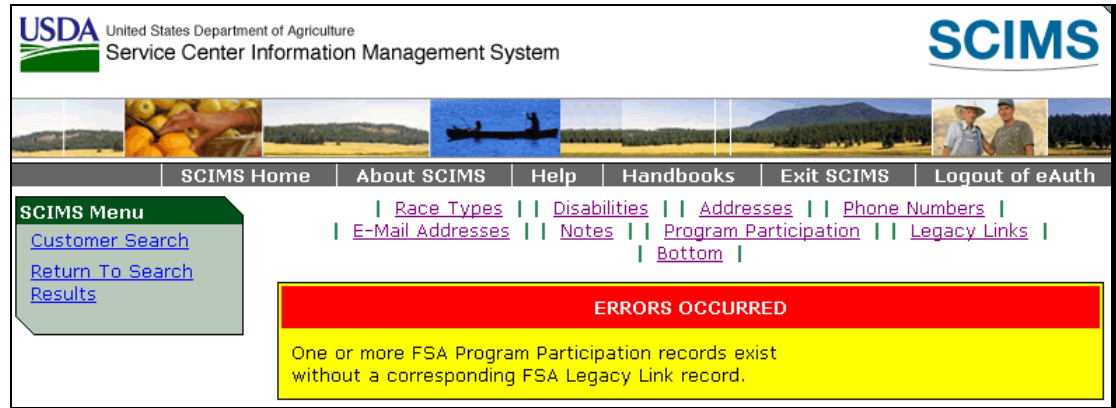 USDA United States Department of Agriculture
Service Center Information Management System
SCIMS
SCIMS Home | About SCIMS | Help | Handbooks | Exit SCIMS | Logout of eAuth
SCIMS Menu
Customer Search
Return To Search
Results
| Race Types | | Disabilities | | Addresses | | Phone Numbers |
| E-Mail Addresses | | Notes | | Program Participation | | Legacy Links |
| Bottom |
ERRORS OCCURRED
One or more FSA Program Participation records exist
without a corresponding FSA Legacy Link record.